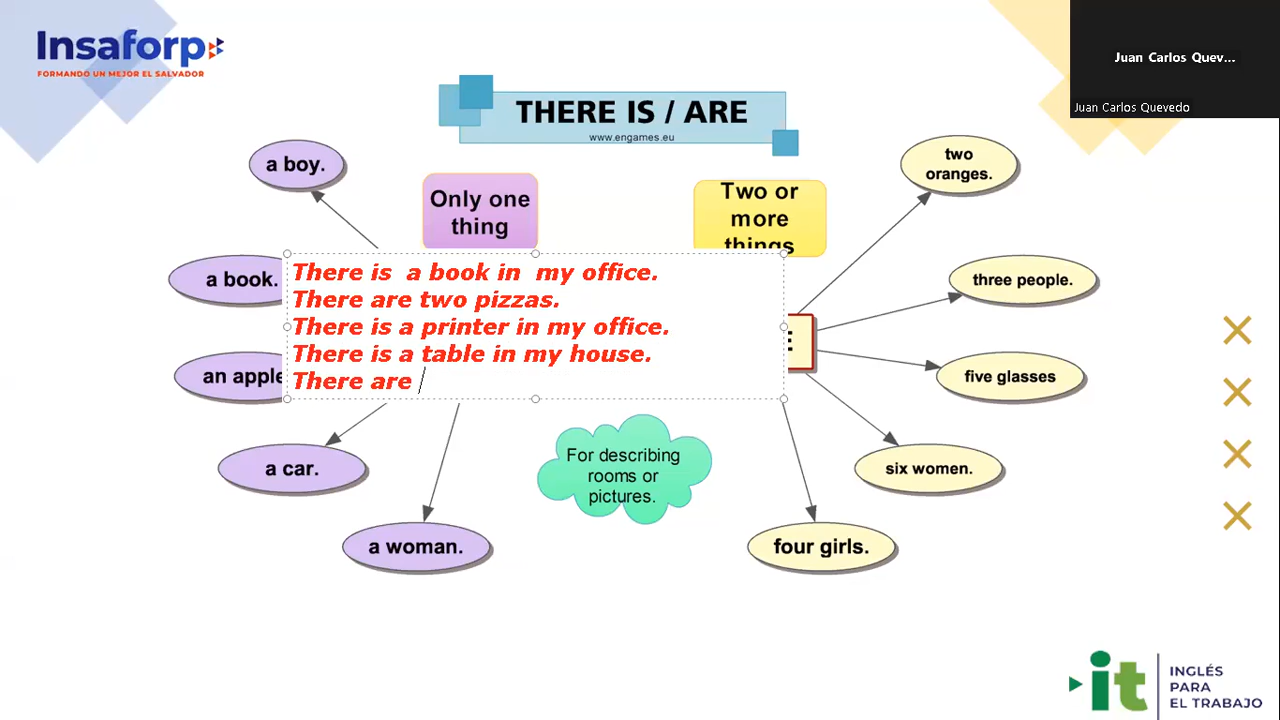 Insaforp
FORMANDO UN MEJOR EL SALVADOR
Juan Carlos Quev...
Juan Carlos Quevedo
THERE IS / ARE
www.engames.eu
a boy.
Only one
thing
Two or
more
things
two
oranges.
a book.
three people.
There is  a book in  my office.
There are two pizzas.
There is a printer in my office.
There is a table in my house.
There are
E
an apple
five glasses
a car.
For describing
rooms or
pictures.
six women.
a woman.
four girls.
it
INGLÉS
PARA
EL TRABAJO